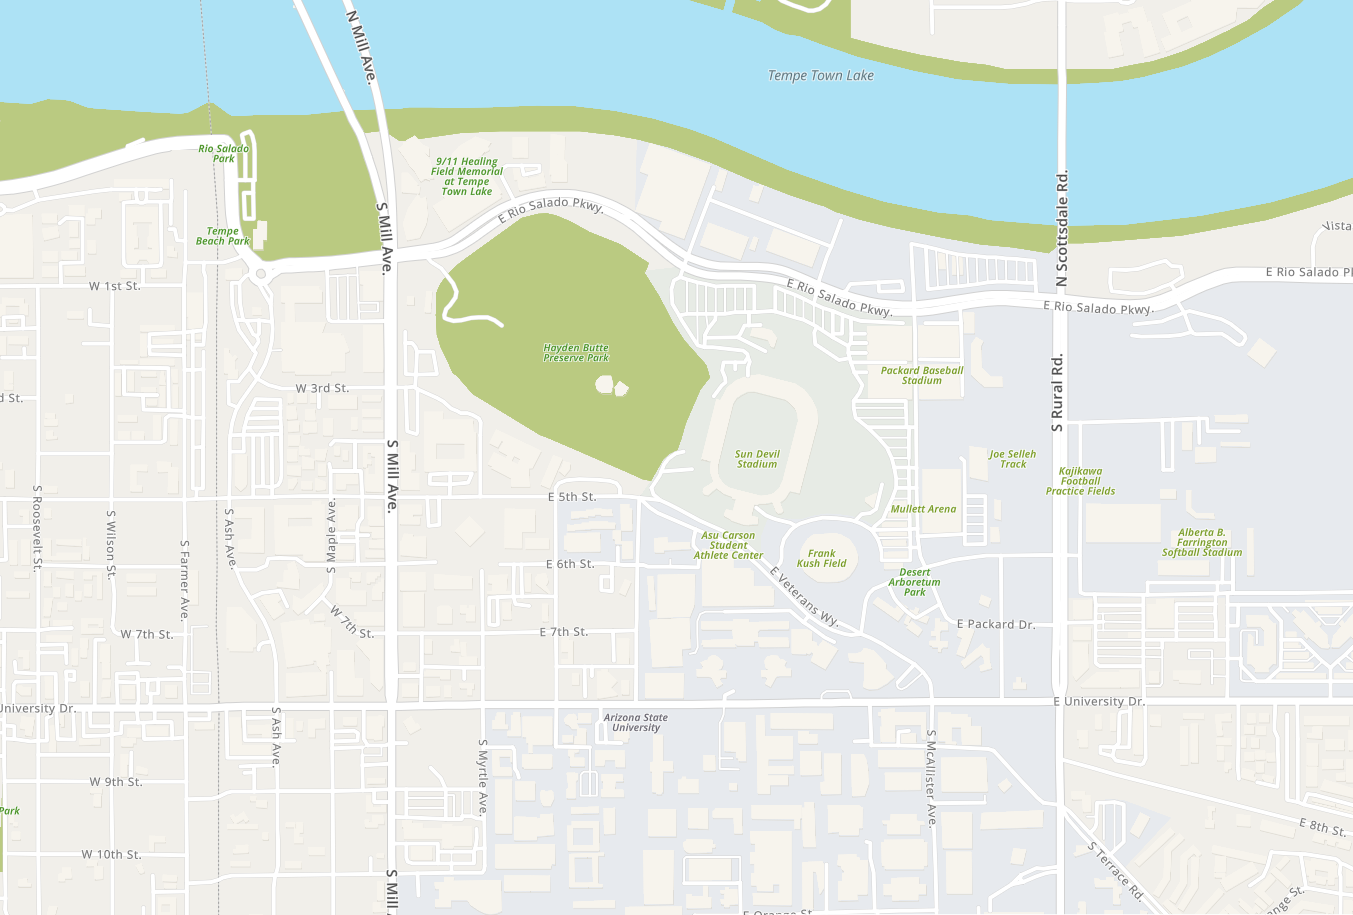 N Mill Ave.
Tempe Town Lake
Rio Salado
Park
9/11 Healing
Field Memorial
at Tempe
Town Lake
N Scottsdale Rd.
E Rio Salado Pkwy.
S Mill Ave.
Tempe
Beach Park
Vista
E Rio Salado Pk
W 1st St.
E Rio Salado Pkwy.
E Rio Salado Pkwy.
Hayden Butte
Preserve Park
Packard Baseball
Stadium
S Rural Rd.
W 3rd St.
d St.
Sun Devil
Stadium
Joe Selleh
Track
Kajikawa
Football
Practice Fields
S Mill Ave.
E 5th St.
Mullett Arena
S Roosevelt St.
S Wilson St.
S Farmer Ave.
S Ash Ave.
S Maple Ave.
Asu Carson
Student
Athlete Center
Frank
Kush Field
Alberta B.
Farrington
Softball Stadium
E 6th St.
Desert
Arboretum
Park
E Veterans Wy.
W 7th St.
W 7th St.
E 7th St.
E Packard Dr.
University Dr.
E University Dr.
Arizona State
University
S Ash Ave.
S Myrtle Ave.
S McAllister Ave.
W 9th St.
Park
E 8th St.
W 10th St.
S Terrace Rd.
S Mill
E Orange St.
ange St.